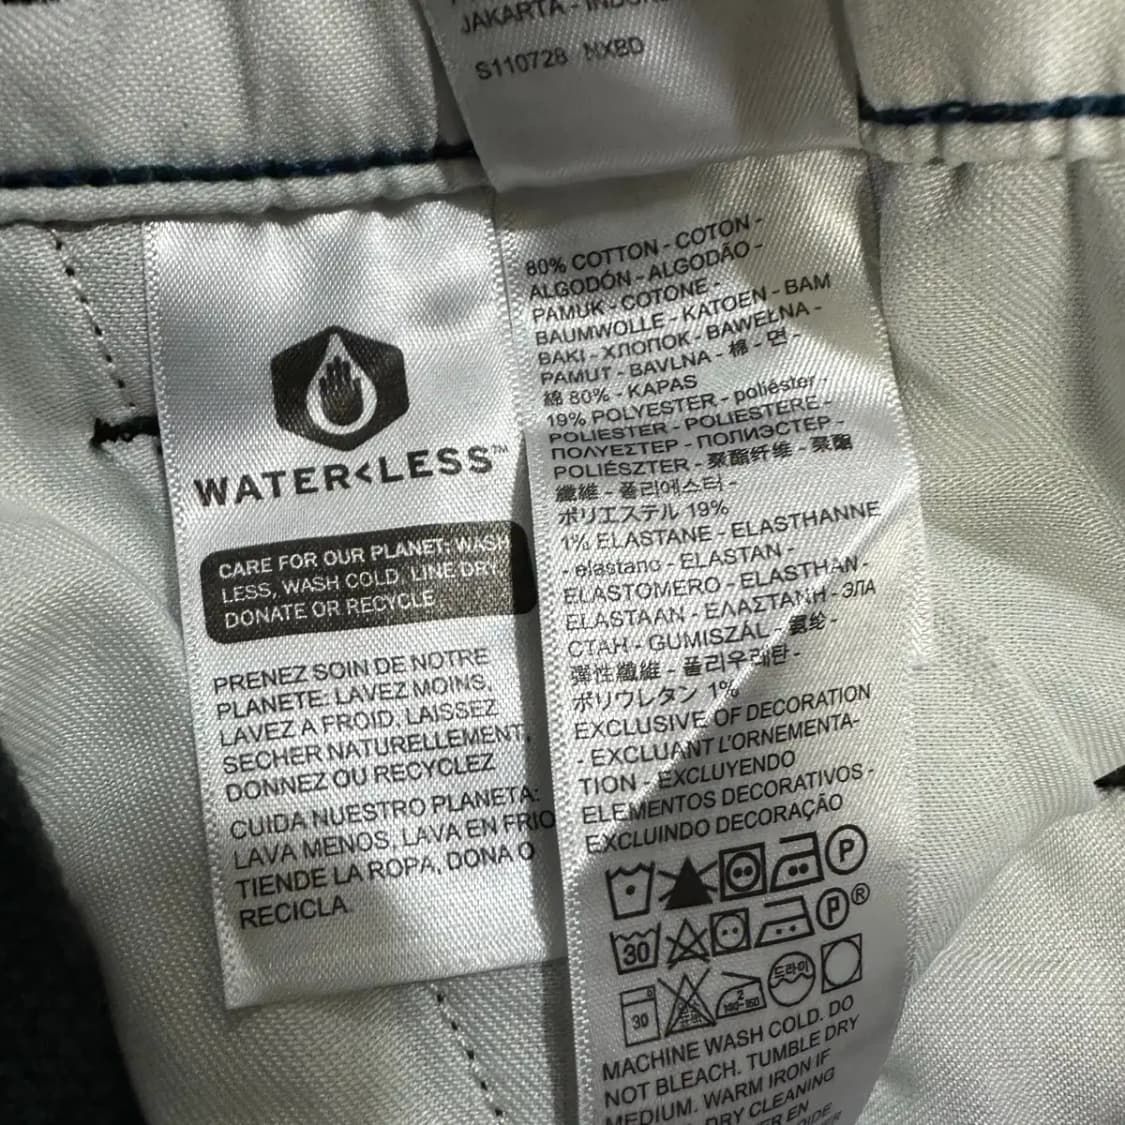 JAKARTA -
S110728 NXBD
WATER<LESS™
CARE FOR OUR PLANET: WASH
LESS, WASH COLD, LINE DRY,
DONATE OR RECYCLE
PRENEZ SOIN DE NOTRE
PLANETE: LAVEZ MOINS,
LAVEZ A FROID, LAISSEZ
SECHER NATURELLEMENT,
DONNEZ OU RECYCLEZ
CUIDA NUESTRO PLANETA:
LAVA MENOS, LAVA EN FRIO
TIENDE LA ROPA, DONA O
RECICLA.
80% COTTON - COTON -
ALGODÓN - ALGODÃO -
PAMUK - COTONE -
BAUMWOLLE - KATOEN - BAM
BAKI - ХЛОПОК - BAWEŁNA -
PAMUT - BAVLNA - 棉 - 면 -
綿 80% - KAPAS
19% POLYESTER - poliéster -
POLIESTER - POLIESTERE -
ΠΟΛΥΕΣΤΕΡ - ПОЛИЭСТЕР -
POLIÉSZTER - 聚酯纤维 - 聚酯
纖維 - 폴리에스터 -
ポリエステル 19%
1% ELASTANE - ELASTHANNE
- elastano - ELASTAN -
ELASTOMERO - ELASTHAN -
ELASTAAN - ΕΛΑΣΤΑΝΗ - ЭЛА
СТАН - GUMISZÁL - 氨纶 -
彈性纖維 - 폴리우레탄 -
ポリウレタン 1%
EXCLUSIVE OF DECORATION
- EXCLUANT L'ORNEMENTA-
TION - EXCLUYENDO
ELEMENTOS DECORATIVOS -
EXCLUINDO DECORAÇÃO
P
30 P®
30 2 드라이
MACHINE WASH COLD. DO
NOT BLEACH. TUMBLE DRY
MEDIUM. WARM IRON IF
DRY CLEANING